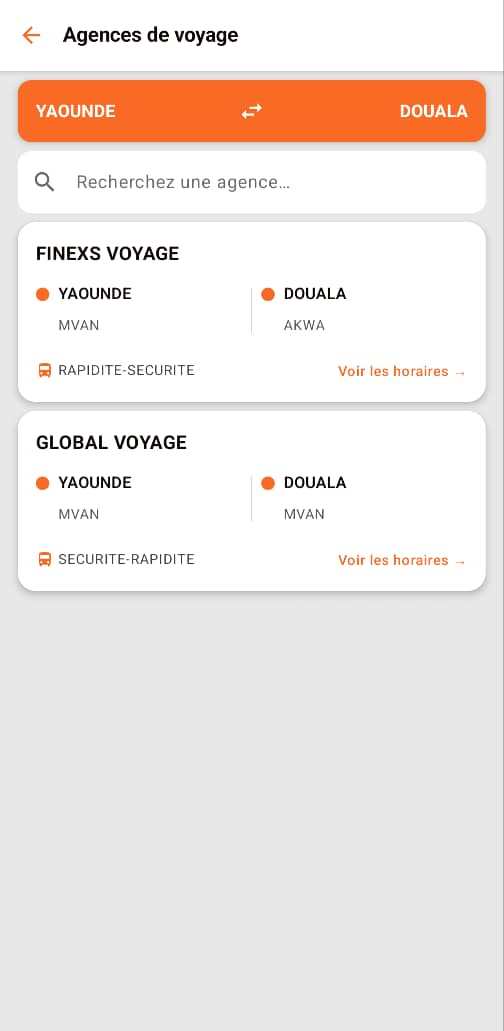 Agences de voyage
YAOUNDE DOUALA
Recherchez une agence...
FINEXS VOYAGE
YAOUNDE DOUALA
MVAN AKWA
RAPIDITE-SECURITE Voir les horaires →
GLOBAL VOYAGE
YAOUNDE DOUALA
MVAN MVAN
SECURITE-RAPIDITE Voir les horaires →